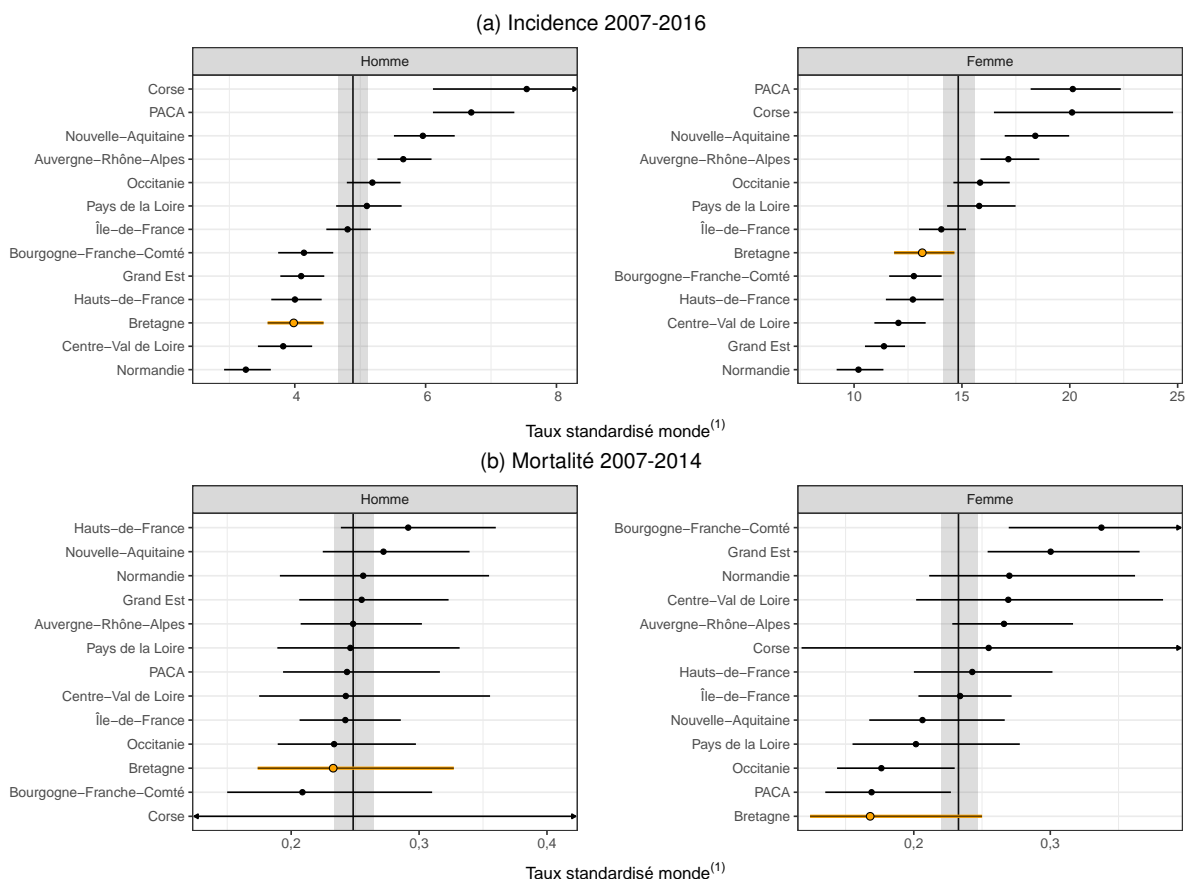 (a) Incidence 2007-2016
Homme
Corse
PACA
Nouvelle−Aquitaine
Auvergne−Rhône−Alpes
Occitanie
Pays de la Loire
Île−de−France
Bourgogne−Franche−Comté
Grand Est
Hauts−de−France
Bretagne
Centre−Val de Loire
Normandie
4 6 8
Femme
PACA
Corse
Nouvelle−Aquitaine
Auvergne−Rhône−Alpes
Occitanie
Pays de la Loire
Île−de−France
Bretagne
Bourgogne−Franche−Comté
Hauts−de−France
Centre−Val de Loire
Grand Est
Normandie
10 15 20 25
Taux standardisé monde(1)
(b) Mortalité 2007-2014
Homme
Hauts−de−France
Nouvelle−Aquitaine
Normandie
Grand Est
Auvergne−Rhône−Alpes
Pays de la Loire
PACA
Centre−Val de Loire
Île−de−France
Occitanie
Bretagne
Bourgogne−Franche−Comté
Corse
0,2 0,3 0,4
Femme
Bourgogne−Franche−Comté
Grand Est
Normandie
Centre−Val de Loire
Auvergne−Rhône−Alpes
Corse
Hauts−de−France
Île−de−France
Nouvelle−Aquitaine
Pays de la Loire
Occitanie
PACA
Bretagne
0,2 0,3
Taux standardisé monde(1)